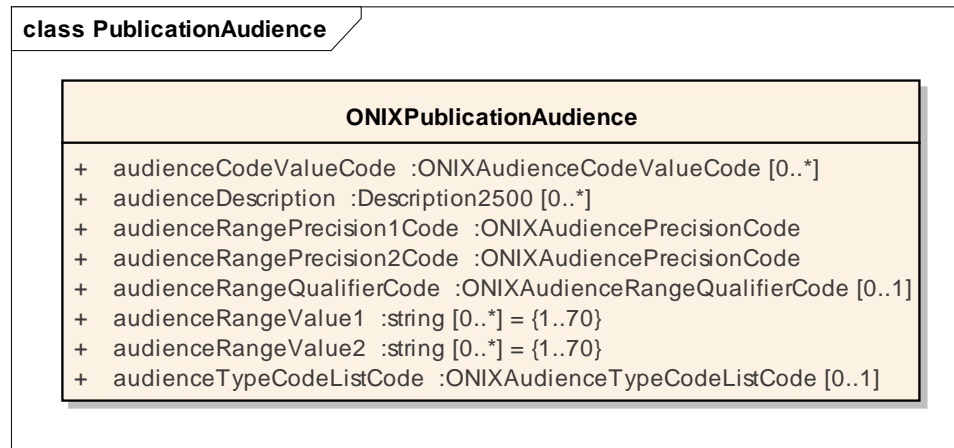 class PublicationAudience
ONIXPublicationAudience
+ audienceCodeValueCode :ONIXAudienceCodeValueCode [0..*]
+ audienceDescription :Description2500 [0..*]
+ audienceRangePrecision1Code :ONIXAudiencePrecisionCode
+ audienceRangePrecision2Code :ONIXAudiencePrecisionCode
+ audienceRangeQualifierCode :ONIXAudienceRangeQualifierCode [0..1]
+ audienceRangeValue1 :string [0..*] = {1..70}
+ audienceRangeValue2 :string [0..*] = {1..70}
+ audienceTypeCodeListCode :ONIXAudienceTypeCodeListCode [0..1]